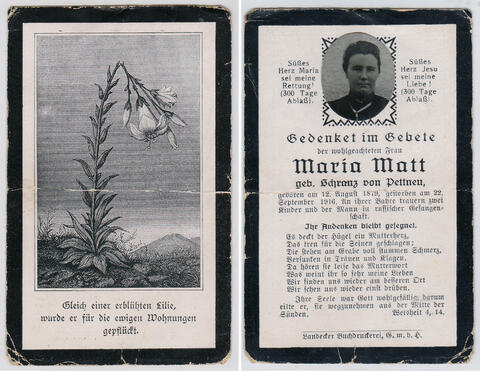 Gleich einer erblühten Lilie,
wurde er für die ewigen Wohnungen
gepflückt.
Süßes
Herz Maria
sei meine
Rettung!
(300 Tage
Ablaß).
Süßes
Herz Jesu
sei meine
Liebe!
(300 Tage
Ablaß).
Gedenket im Gebete
der wohlgeachteten Frau
Maria Matt
geb. Schranz von Pettneu,
geboren am 12. August 1879, gestorben am 22.
September 1916. An ihrer Bahre trauern zwei
Kinder und der Mann in russischer Gefangen-
schaft.
Ihr Andenken bleibt gesegnet.
Es deckt der Hügel ein Mutterherz,
Das treu für die Seinen geschlagen;
Die stehen am Grabe voll stummen Schmerz,
Versunken in Tränen und Klagen.
Da hören sie leise das Mutterwort
Was weint ihr so sehr meine Lieben
Wir finden uns wieder am besseren Ort
Wir sehen uns wieder einst drüben.
Ihre Seele war Gott wohlgefällig; darum
eilte er, sie wegzunehmen aus der Mitte der
Sünden.
Weisheit 4, 14.
Landecker Buchdruckerei, G. m. b. H.